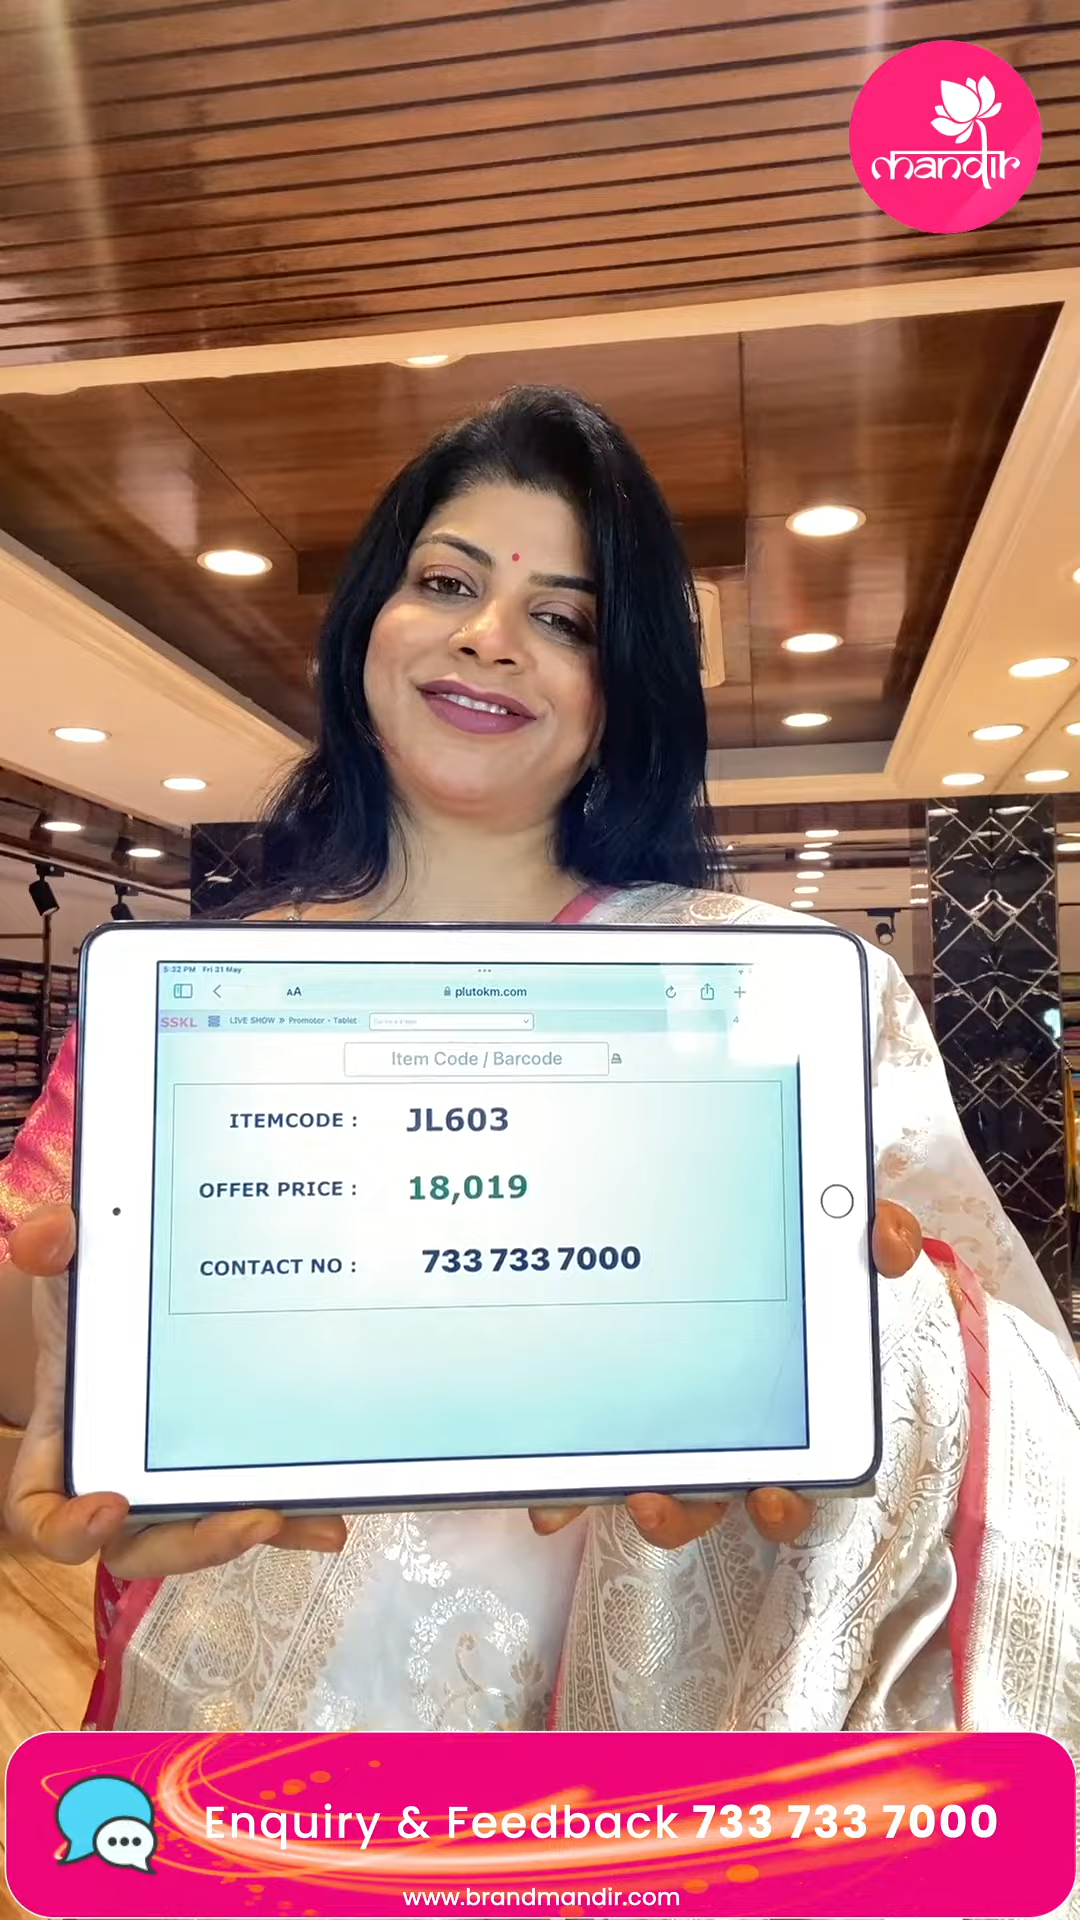 mandir
5:32 PM Fri 31 May
AA
plutokm.com
SSKL
LIVE SHOW » Promoter - Tablet
Item Code / Barcode
ITEMCODE : JL603
OFFER PRICE : 18,019
CONTACT NO : 733 733 7000
Enquiry & Feedback 733 733 7000
www.brandmandir.com